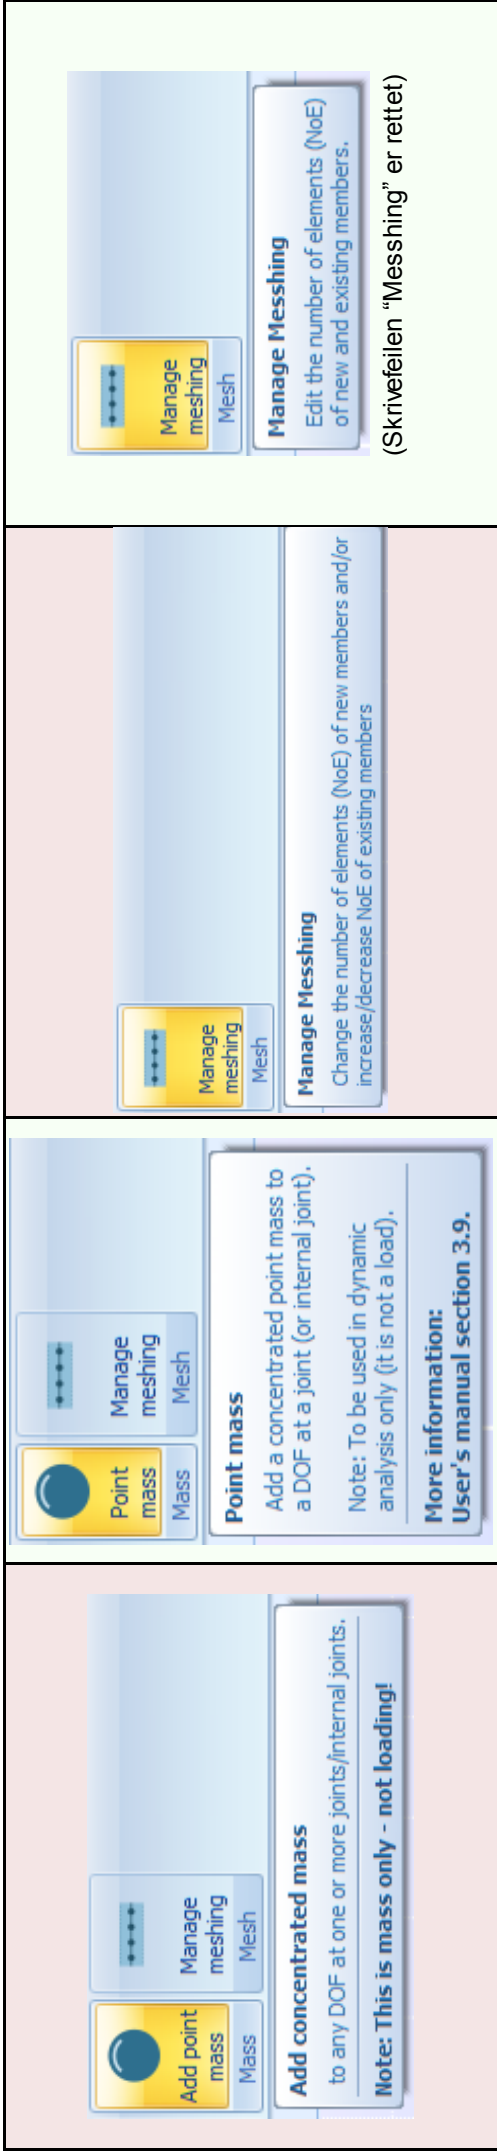 Add point
mass
Mass
Manage
meshing
Mesh
Add concentrated mass
to any DOF at one or more joints/internal joints.
Note: This is mass only - not loading!
Point
mass
Mass
Manage
meshing
Mesh
Point mass
Add a concentrated point mass to
a DOF at a joint (or internal joint).
Note: To be used in dynamic
analysis only (it is not a load).
More information:
User's manual section 3.9.
Manage
meshing
Mesh
Manage Messhing
Change the number of elements (NoE) of new members and/or
increase/decrease NoE of existing members
Manage
meshing
Mesh
Manage Messhing
Edit the number of elements (NoE)
of new and existing members.
(Skrivefeilen “Messhing” er rettet)